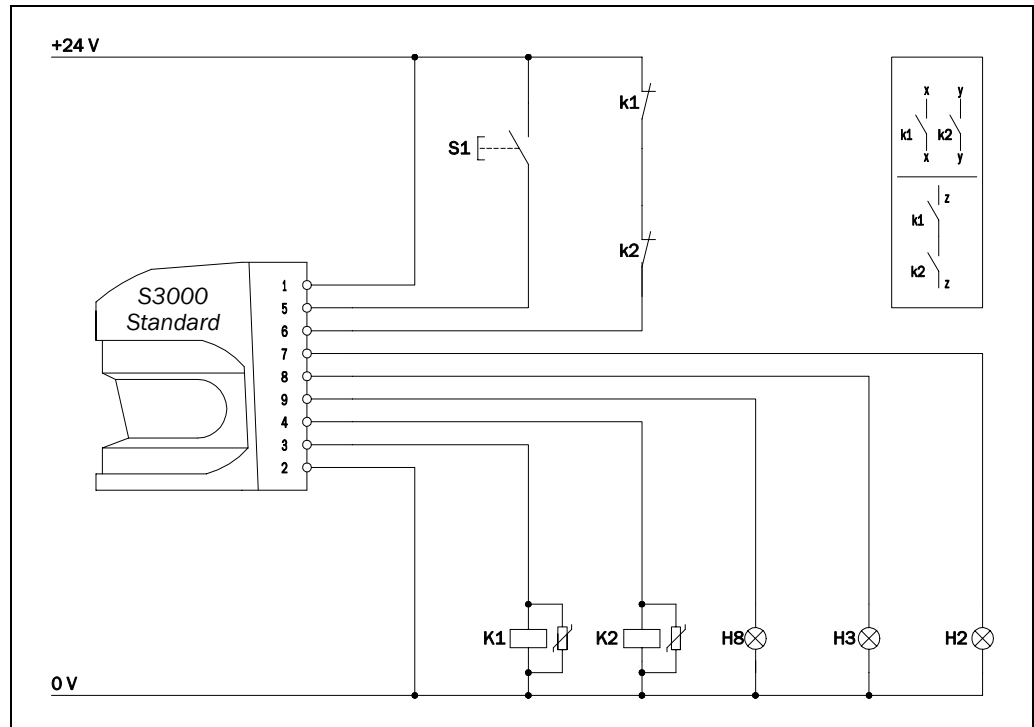 +24 V
k1
S1
k2
x y
k1 k2
x y
z
k1
k2
z
S3000
Standard
1
5
6
7
8
9
4
3
2
K1
K2
H8
H3
H2
0 V